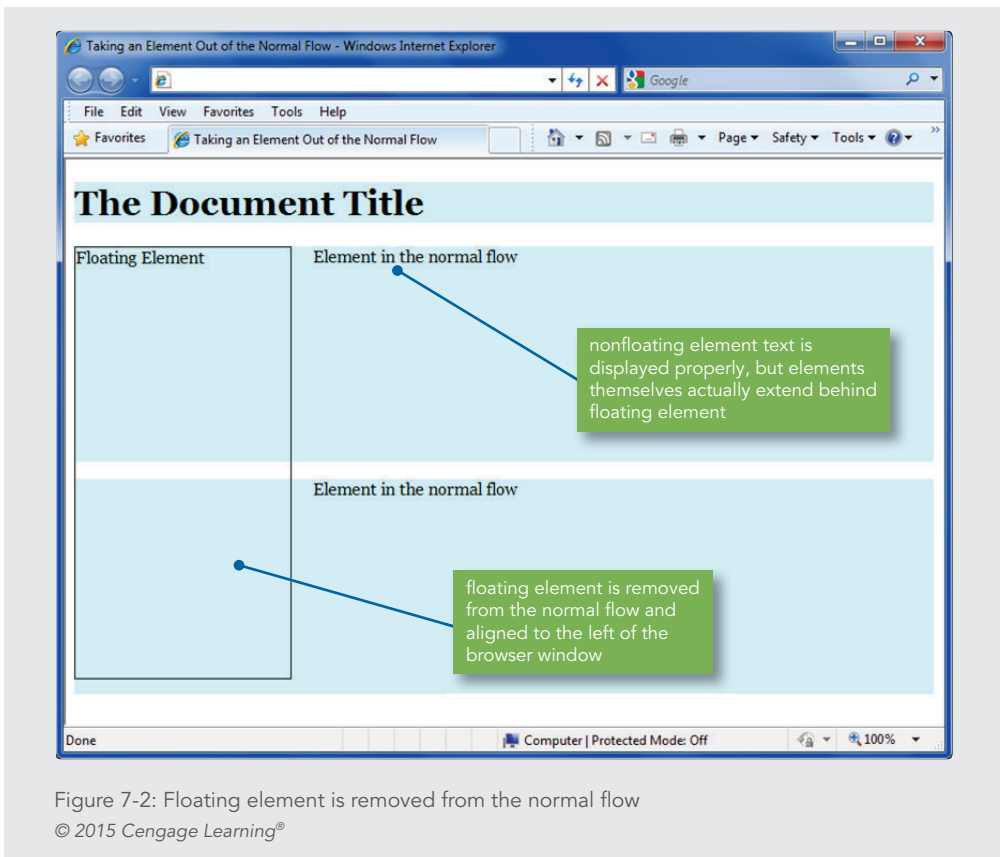 Taking an Element Out of the Normal Flow - Windows Internet Explorer
Google
File Edit View Favorites Tools Help
Favorites Taking an Element Out of the Normal Flow Page Safety Tools
The Document Title
Floating Element
Element in the normal flow
nonfloating element text is
displayed properly, but elements
themselves actually extend behind
floating element
Element in the normal flow
floating element is removed
from the normal flow and
aligned to the left of the
browser window
Done Computer | Protected Mode: Off 100%
Figure 7-2: Floating element is removed from the normal flow
© 2015 Cengage Learning®